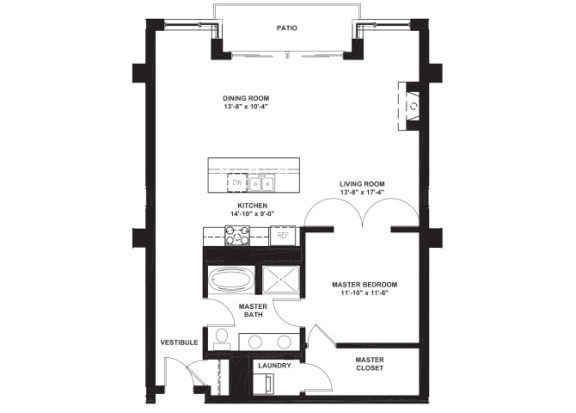 PATIO
DINING ROOM
13'-8" x 10'-4"
LIVING ROOM
13'-8" x 17'-4"
DW
KITCHEN
14'-10" x 9'-0"
REF
MASTER BEDROOM
11'-10" x 11'-6"
MASTER
BATH
VESTIBULE
LAUNDRY
MASTER
CLOSET